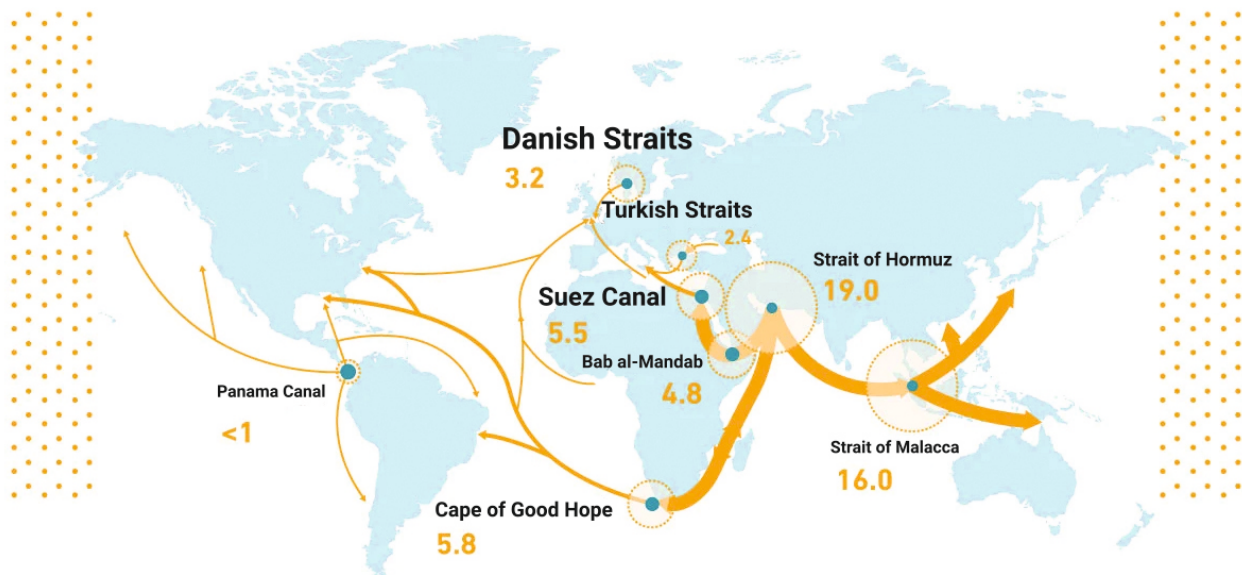 Danish Straits
3.2
Turkish Straits
2.4
Strait of Hormuz
19.0
Suez Canal
5.5
Bab al-Mandab
4.8
Panama Canal
<1
Strait of Malacca
16.0
Cape of Good Hope
5.8